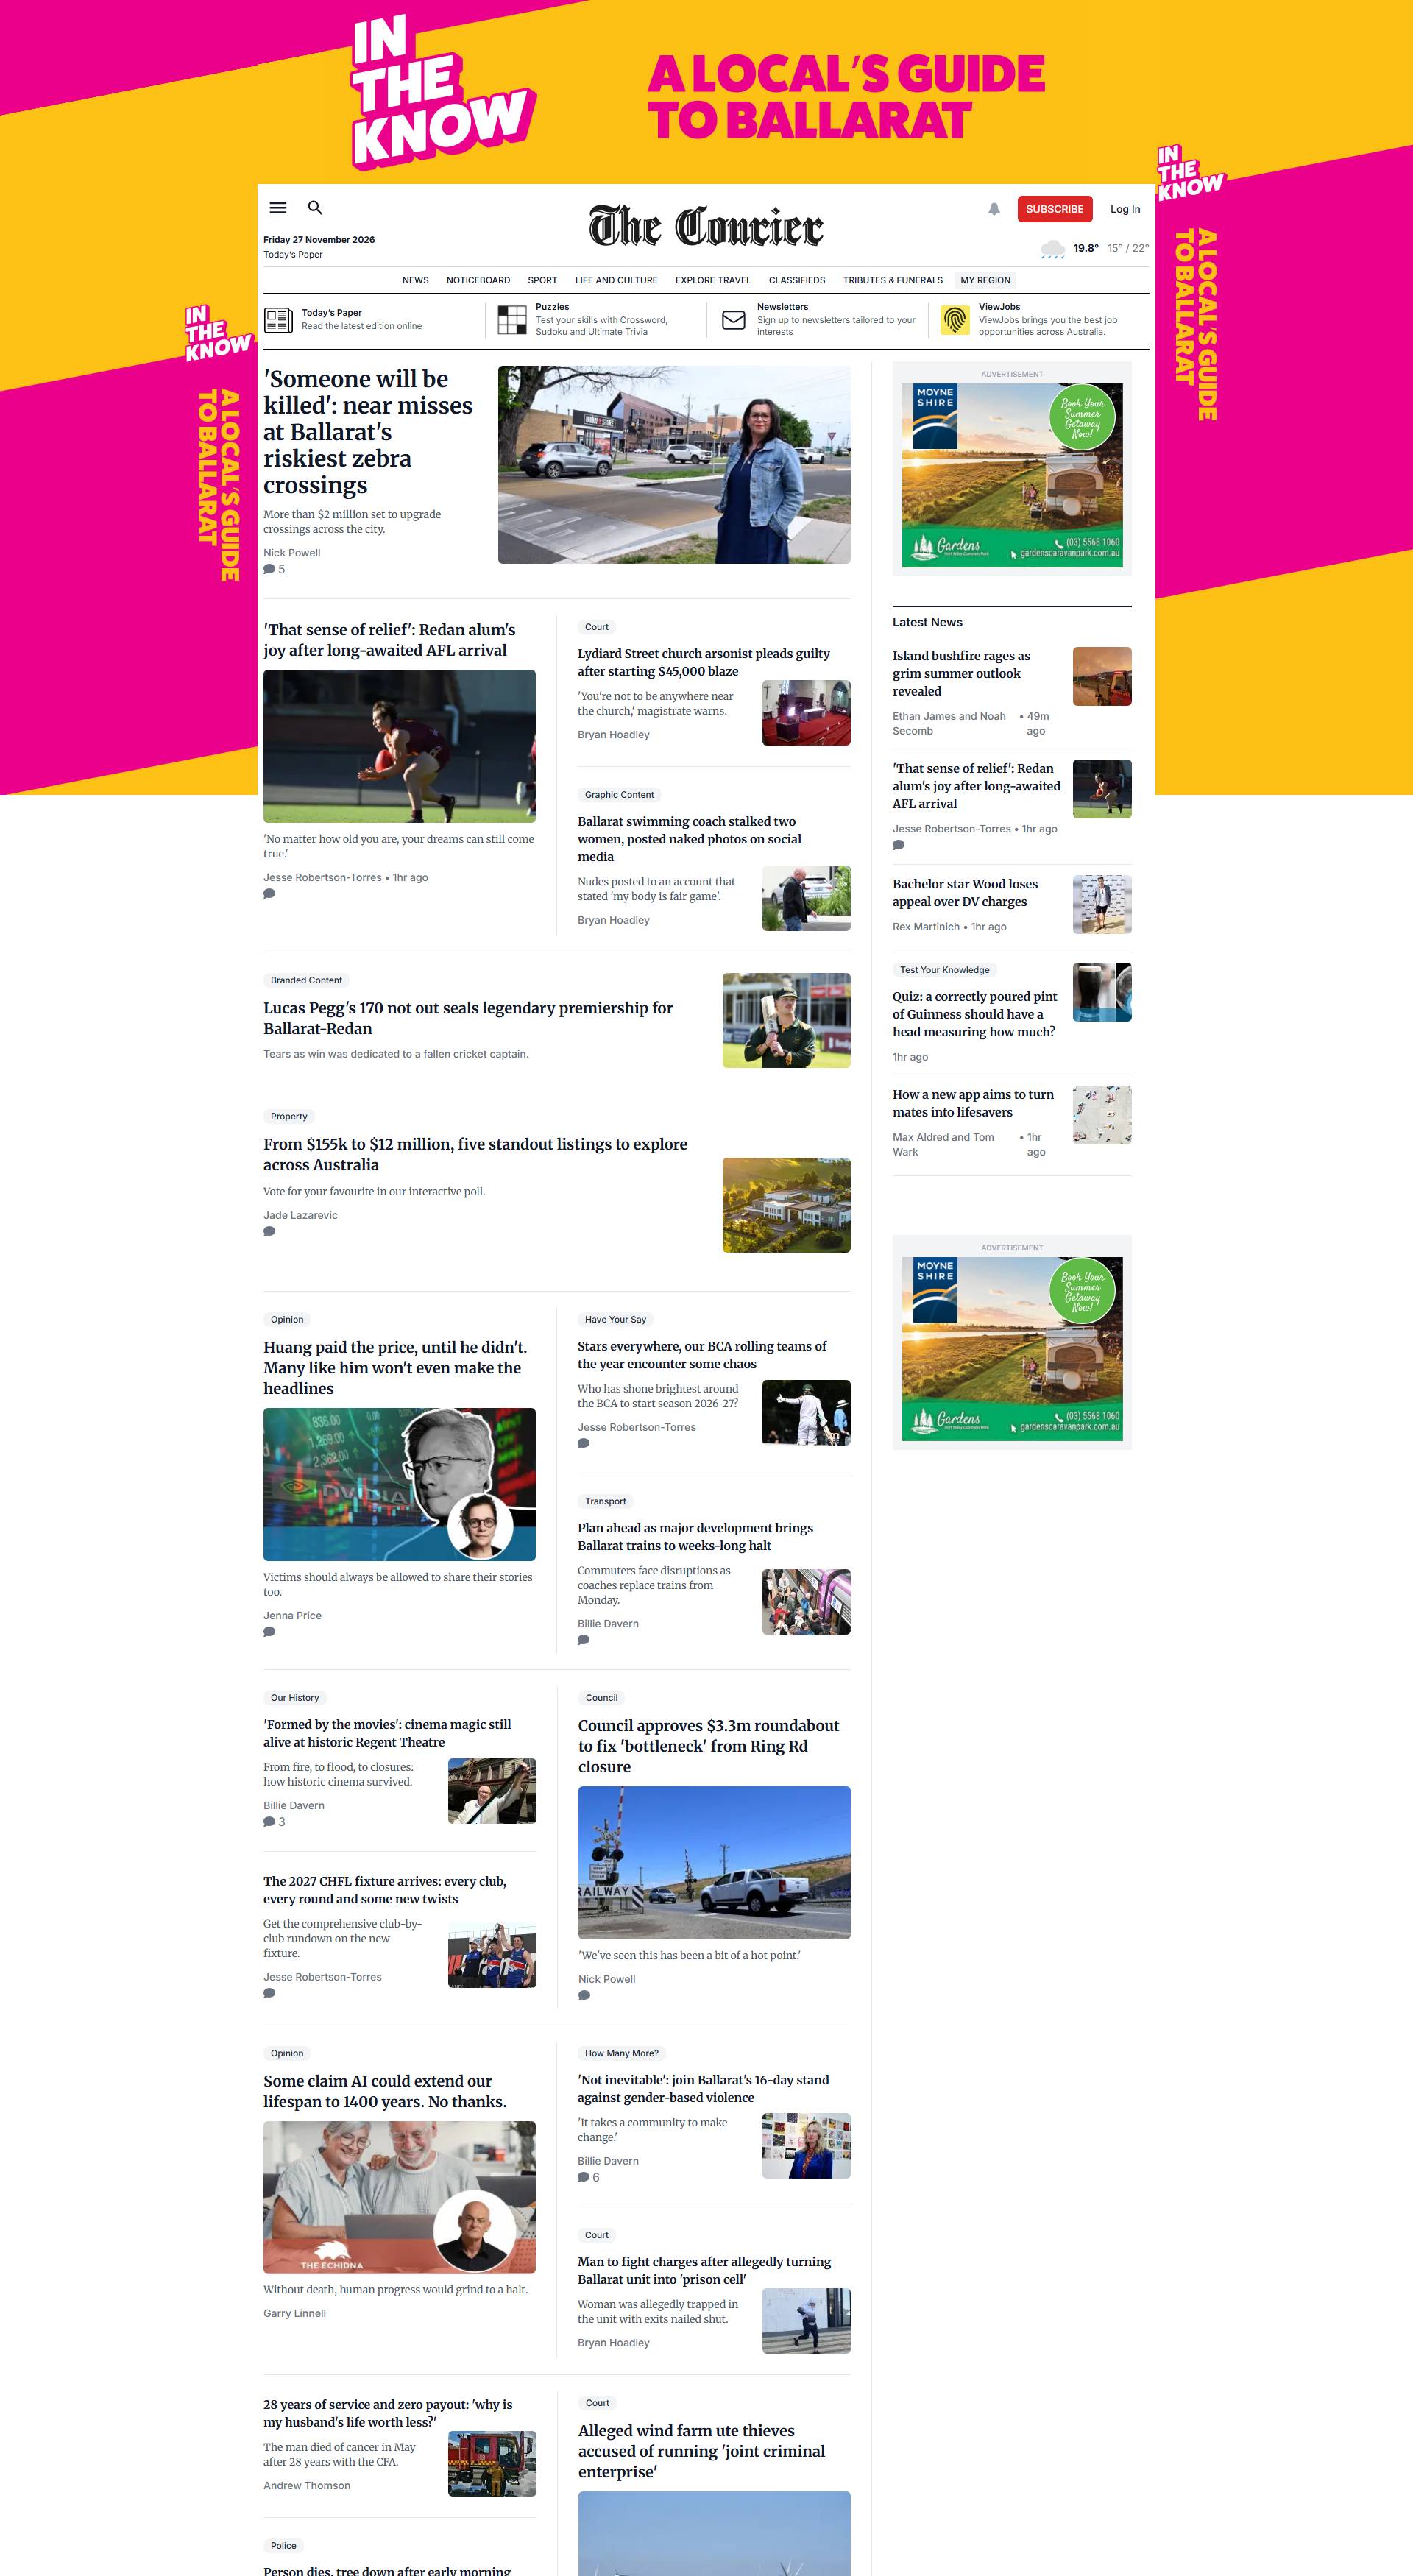 IN
THE
KNOW
A LOCAL'S GUIDE
TO BALLARAT
IN
THE
KNOW
A LOCAL'S GUIDE
TO BALLARAT
IN
THE
KNOW
A LOCAL'S GUIDE
TO BALLARAT
The Courier
SUBSCRIBE
Log In
Friday 27 November 2026
Today's Paper
19.8° 15° / 22°
NEWS NOTICEBOARD SPORT LIFE AND CULTURE EXPLORE TRAVEL CLASSIFIEDS TRIBUTES & FUNERALS MY REGION
Today's Paper
Read the latest edition online
Puzzles
Test your skills with Crossword,
Sudoku and Ultimate Trivia
Newsletters
Sign up to newsletters tailored to your
interests
ViewJobs
ViewJobs brings you the best job
opportunities across Australia.
'Someone will be
killed': near misses
at Ballarat's
riskiest zebra
crossings
More than $2 million set to upgrade
crossings across the city.
Nick Powell
5
'That sense of relief': Redan alum's
joy after long-awaited AFL arrival
'No matter how old you are, your dreams can still come
true.'
Jesse Robertson-Torres • 1hr ago
Court
Lydiard Street church arsonist pleads guilty
after starting $45,000 blaze
'You're not to be anywhere near
the church,' magistrate warns.
Bryan Hoadley
Graphic Content
Ballarat swimming coach stalked two
women, posted naked photos on social
media
Nudes posted to an account that
stated 'my body is fair game'.
Bryan Hoadley
Branded Content
Lucas Pegg's 170 not out seals legendary premiership for
Ballarat-Redan
Tears as win was dedicated to a fallen cricket captain.
Property
From $155k to $12 million, five standout listings to explore
across Australia
Vote for your favourite in our interactive poll.
Jade Lazarevic
Opinion
Huang paid the price, until he didn't.
Many like him won't even make the
headlines
836.00
1,269.00
2,362.00
NVIDIA
Victims should always be allowed to share their stories
too.
Jenna Price
Have Your Say
Stars everywhere, our BCA rolling teams of
the year encounter some chaos
Who has shone brightest around
the BCA to start season 2026-27?
Jesse Robertson-Torres
Transport
Plan ahead as major development brings
Ballarat trains to weeks-long halt
Commuters face disruptions as
coaches replace trains from
Monday.
Billie Davern
Our History
'Formed by the movies': cinema magic still
alive at historic Regent Theatre
From fire, to flood, to closures:
how historic cinema survived.
Billie Davern
3
The 2027 CHFL fixture arrives: every club,
every round and some new twists
Get the comprehensive club-by-
club rundown on the new
fixture.
Jesse Robertson-Torres
Council
Council approves $3.3m roundabout
to fix 'bottleneck' from Ring Rd
closure
RAILWAY
'We've seen this has been a bit of a hot point.'
Nick Powell
Opinion
Some claim AI could extend our
lifespan to 1400 years. No thanks.
THE ECHIDNA
Without death, human progress would grind to a halt.
Garry Linnell
How Many More?
'Not inevitable': join Ballarat's 16-day stand
against gender-based violence
'It takes a community to make
change.'
Billie Davern
6
Court
Man to fight charges after allegedly turning
Ballarat unit into 'prison cell'
Woman was allegedly trapped in
the unit with exits nailed shut.
Bryan Hoadley
28 years of service and zero payout: 'why is
my husband's life worth less?'
The man died of cancer in May
after 28 years with the CFA.
Andrew Thomson
Police
Person dies, tree down after early morning
Court
Alleged wind farm ute thieves
accused of running 'joint criminal
enterprise'
ADVERTISEMENT
MOYNE
SHIRE
Book Your
Summer
Getaway
Now!
Gardens
(03) 5568 1060
gardenscaravanpark.com.au
Latest News
Island bushfire rages as
grim summer outlook
revealed
Ethan James and Noah
Secomb
• 49m
ago
'That sense of relief': Redan
alum's joy after long-awaited
AFL arrival
Jesse Robertson-Torres • 1hr ago
Bachelor star Wood loses
appeal over DV charges
Rex Martinich • 1hr ago
Test Your Knowledge
Quiz: a correctly poured pint
of Guinness should have a
head measuring how much?
1hr ago
How a new app aims to turn
mates into lifesavers
Max Aldred and Tom
Wark
• 1hr
ago
ADVERTISEMENT
MOYNE
SHIRE
Book Your
Summer
Getaway
Now!
Gardens
(03) 5568 1060
gardenscaravanpark.com.au